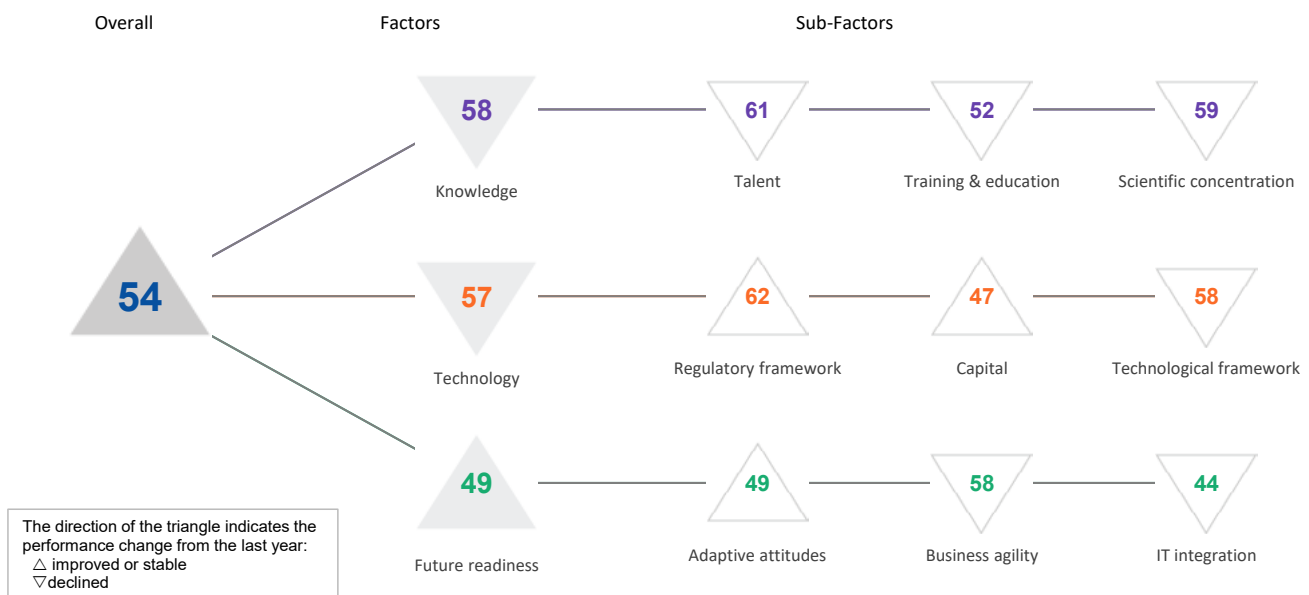 Overall
Factors
Sub-Factors
58
61
52
59
Knowledge
Talent
Training & education
Scientific concentration
54
57
62
47
58
Technology
Regulatory framework
Capital
Technological framework
49
49
58
44
Future readiness
Adaptive attitudes
Business agility
IT integration
The direction of the triangle indicates the
performance change from the last year:
△ improved or stable
▽declined